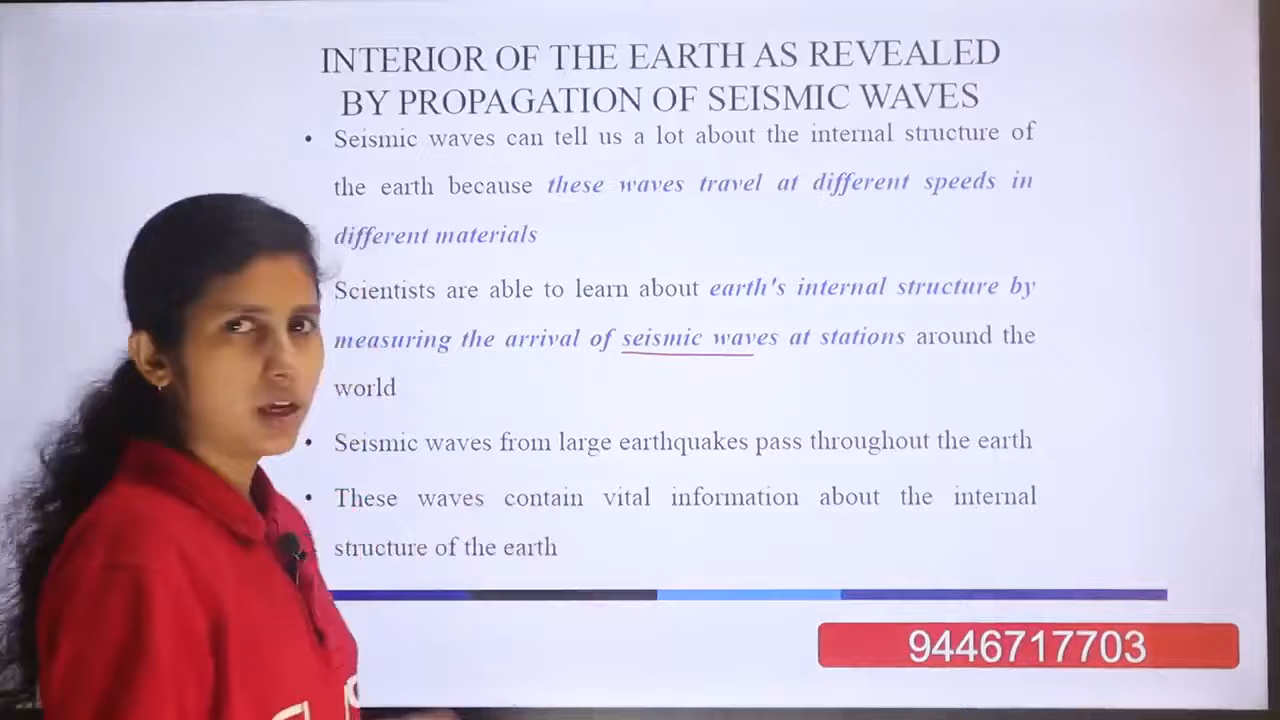 INTERIOR OF THE EARTH AS REVEALED
BY PROPAGATION OF SEISMIC WAVES
• Seismic waves can tell us a lot about the internal structure of
the earth because these waves travel at different speeds in
different materials
Scientists are able to learn about earth's internal structure by
measuring the arrival of seismic waves at stations around the
world
• Seismic waves from large earthquakes pass throughout the earth
• These waves contain vital information about the internal
structure of the earth
9446717703